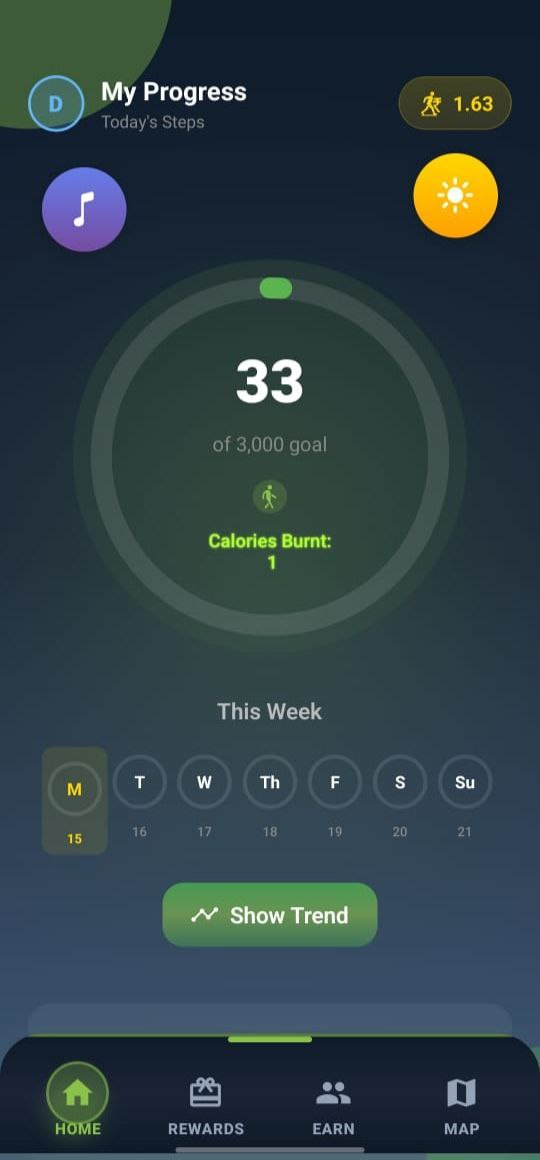 D
My Progress
Today's Steps
1.63
33
of 3,000 goal
Calories Burnt:
1
This Week
M
T
W
Th
F
S
Su
15
16
17
18
19
20
21
Show Trend
HOME
REWARDS
EARN
MAP